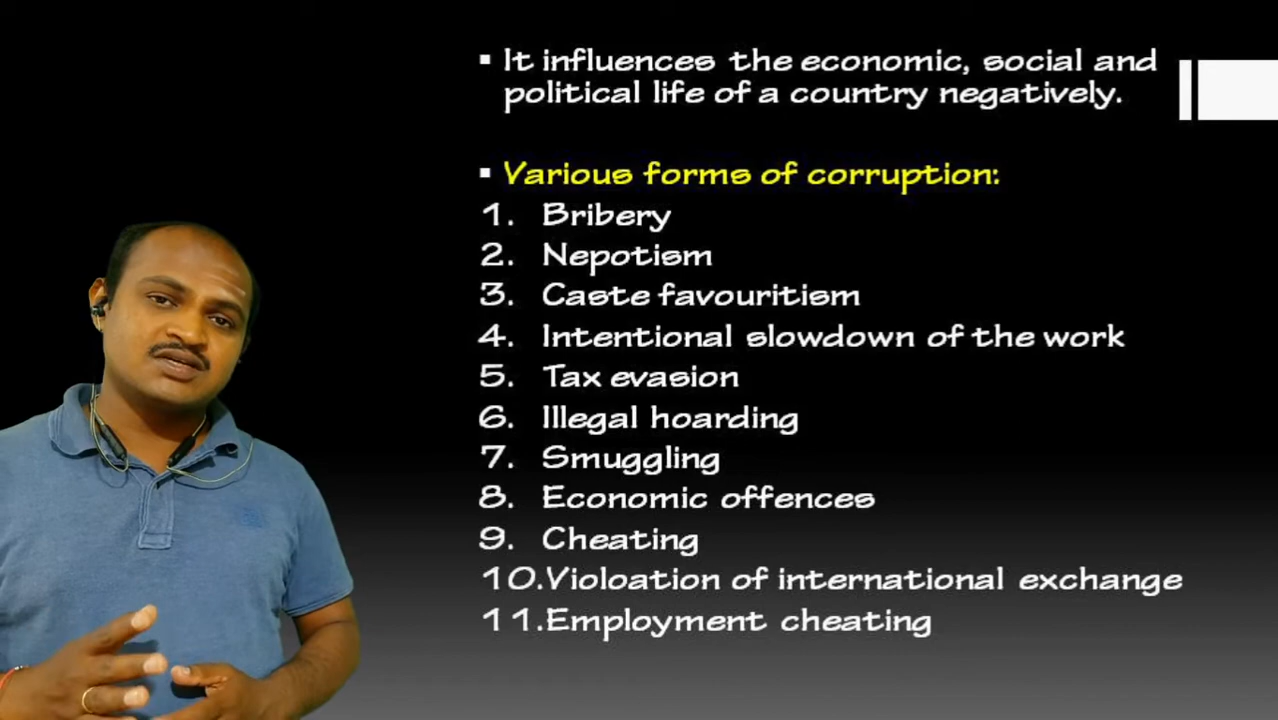 ▪ It influences the economic, social and
political life of a country negatively.
▪ Various forms of corruption:
1. Bribery
2. Nepotism
3. Caste favouritism
4. Intentional slowdown of the work
5. Tax evasion
6. Illegal hoarding
7. Smuggling
8. Economic offences
9. Cheating
10.Violoation of international exchange
11.Employment cheating